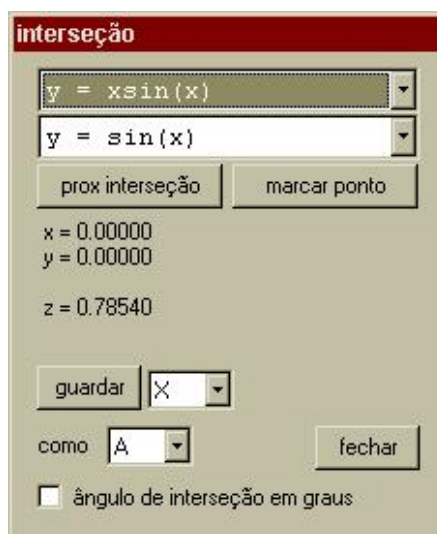 interseção
y = xsin(x)
y = sin(x)
prox interseção marcar ponto
x = 0.00000
y = 0.00000
z = 0.78540
guardar X
como A fechar
ângulo de interseção em graus